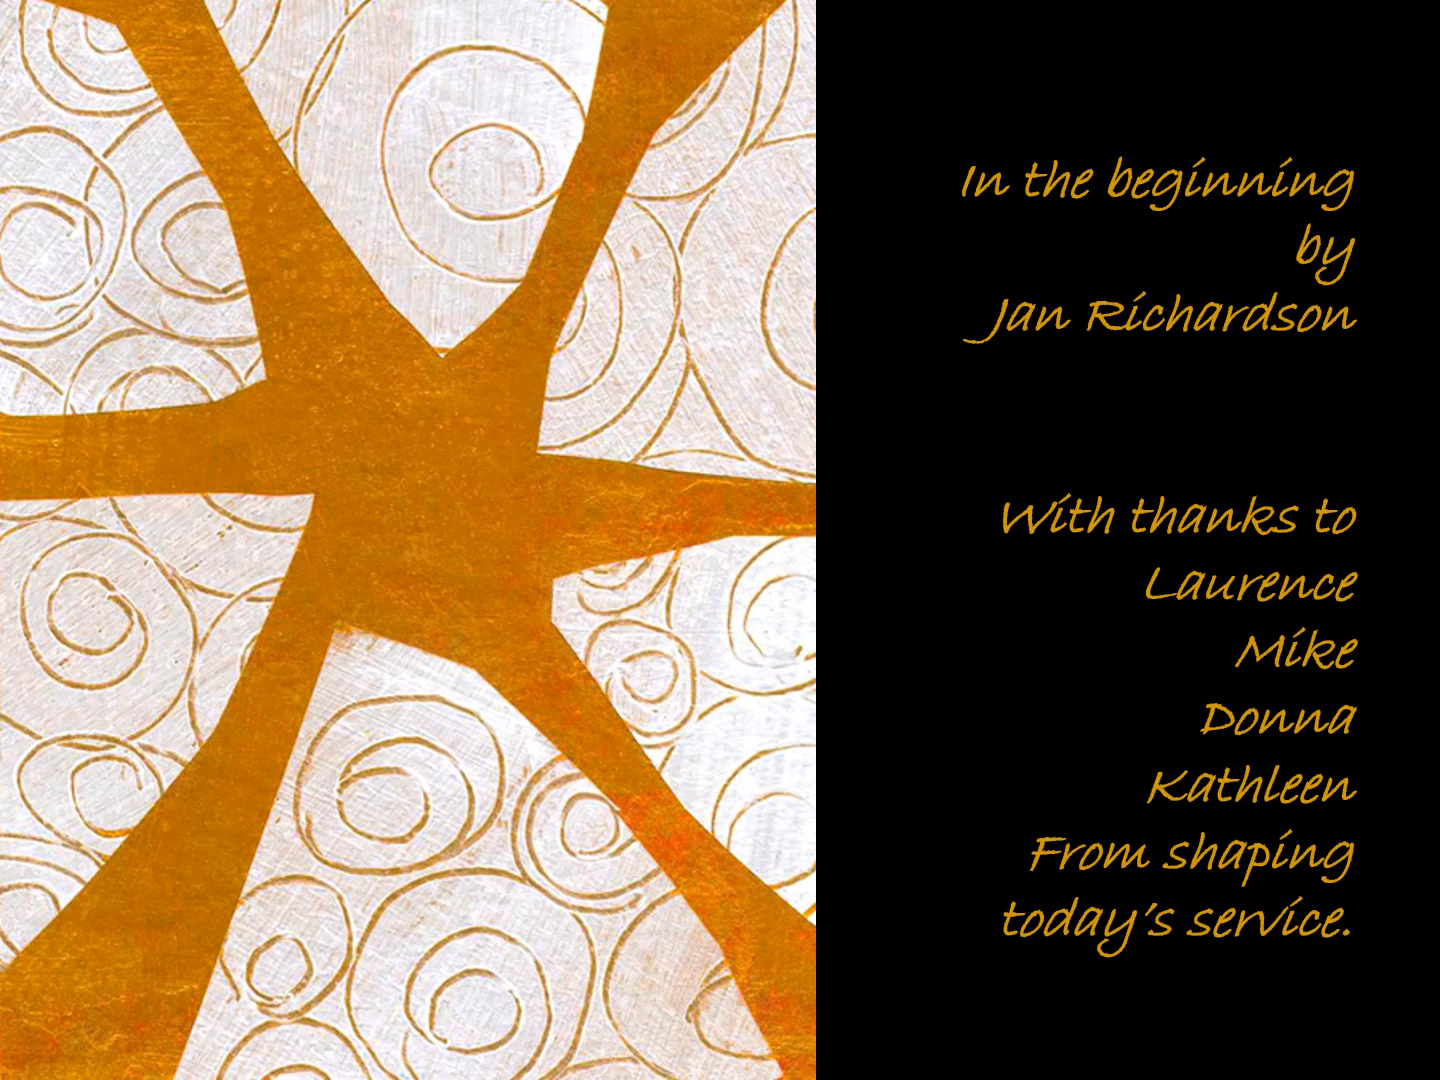 In the beginning
by
Jan Richardson
With thanks to
Laurence
Mike
Donna
Kathleen
From shaping
today's service.